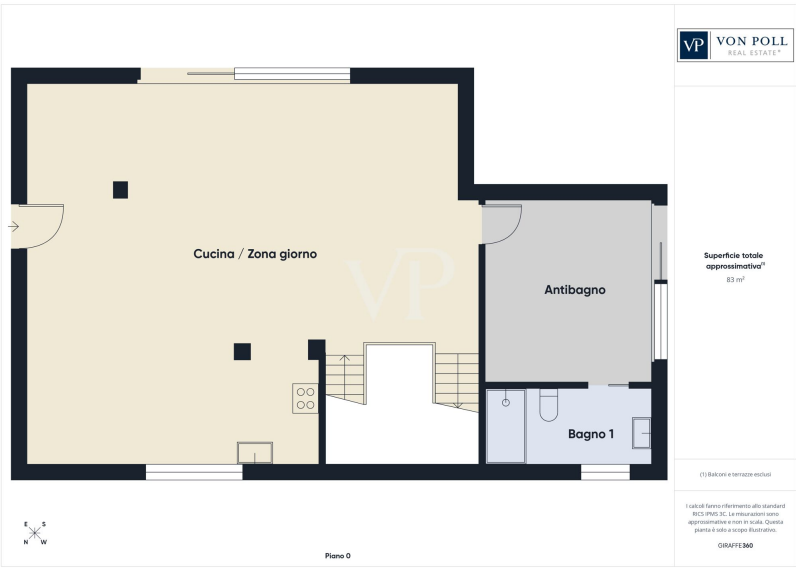 VP VON POLL
REAL ESTATE®
Cucina / Zona giorno
VP
Antibagno
Bagno 1
Superficie totale
approssimativa(1)
83 m²
(1) Balconi e terrazze esclusi
I calcoli fanno riferimento allo standard
RICS IPMS 3C. Le misurazioni sono
approssimative e non in scala. Questa
pianta è solo a scopo illustrativo.
GIRAFFE360
E S
N W
Piano 0